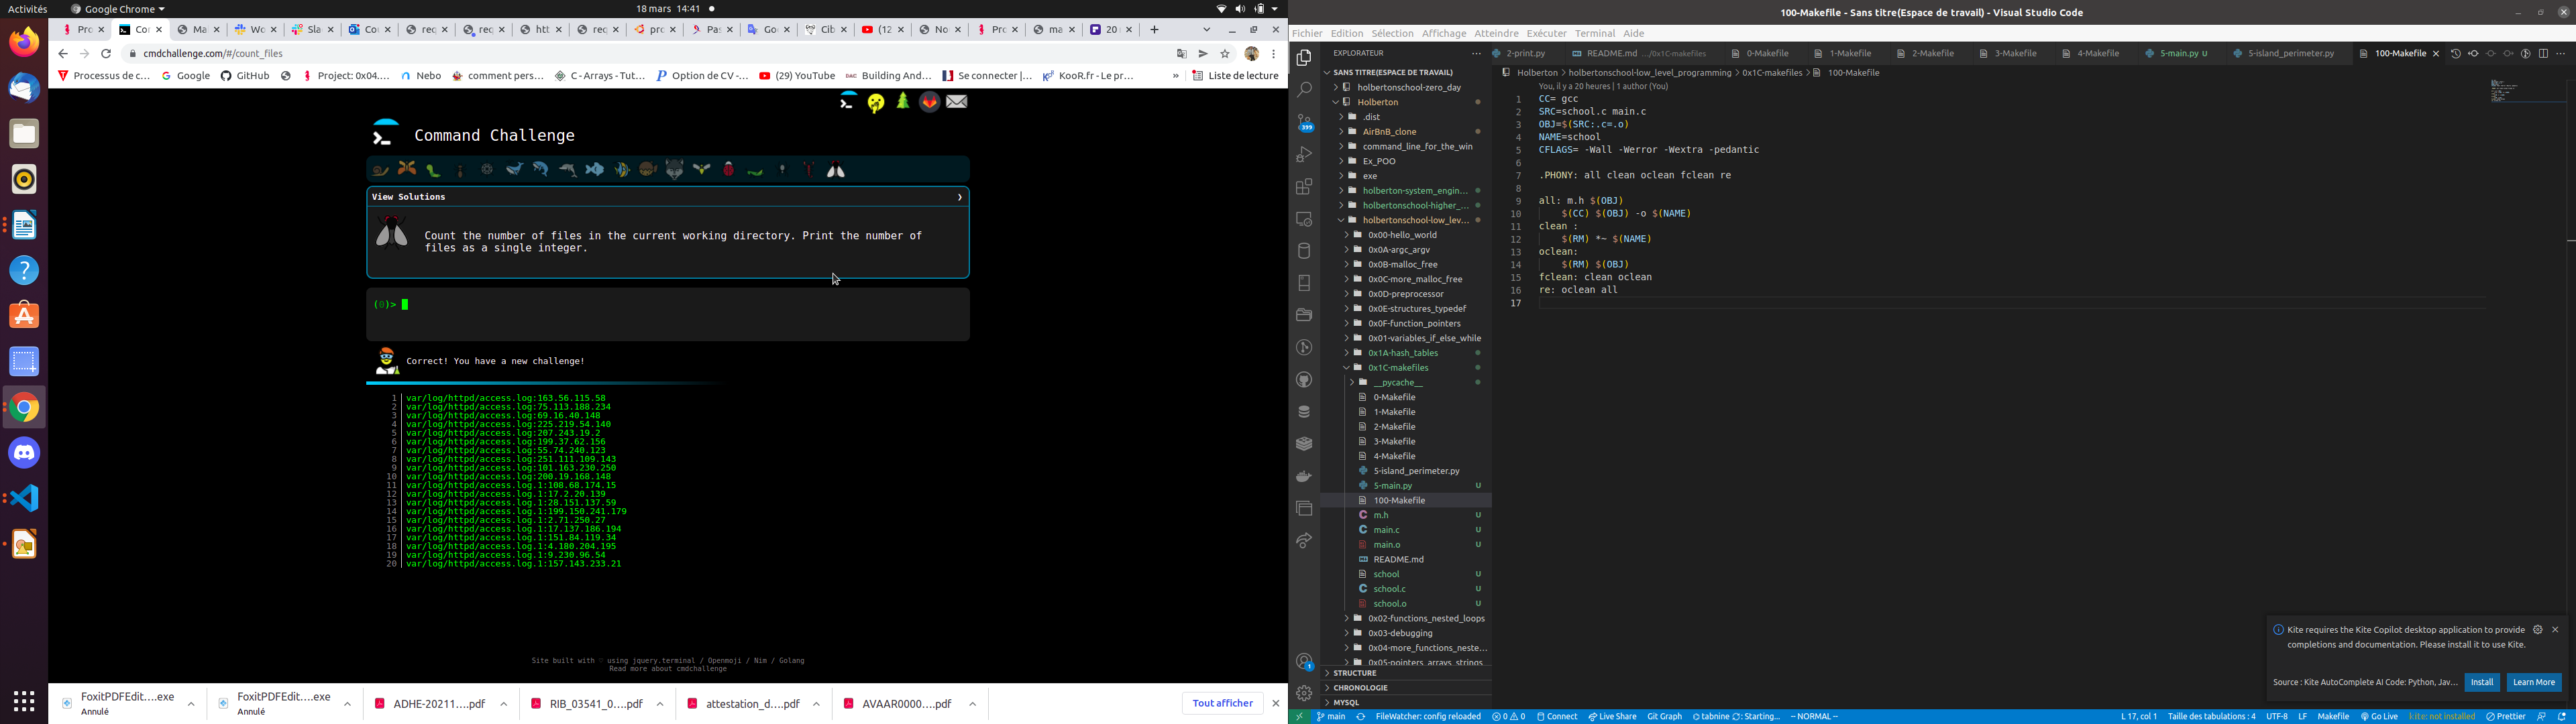 Activités
Google Chrome
18 mars 14:41
Pro
Cor
Ma
Wo
Sla
Co
rec
rec
htt
rec
pro
Pas
Go
Cib
(12
No
Pro
ma
20
cmdchallenge.com/#/count_files
Processus de c...
Google
GitHub
Project: 0x04....
Nebo
comment pers...
C - Arrays - Tut...
Option de CV -...
(29) YouTube
Building And...
Se connecter |...
KooR.fr - Le pr...
»
Liste de lecture
Command Challenge
View Solutions
Count the number of files in the current working directory. Print the number of
files as a single integer.
(0)>
Correct! You have a new challenge!
1 var/log/httpd/access.log:163.56.115.58
2 var/log/httpd/access.log:75.113.188.234
3 var/log/httpd/access.log:69.16.40.148
4 var/log/httpd/access.log:225.219.54.140
5 var/log/httpd/access.log:207.243.19.2
6 var/log/httpd/access.log:199.37.62.156
7 var/log/httpd/access.log:55.74.240.123
8 var/log/httpd/access.log:251.111.109.143
9 var/log/httpd/access.log:101.163.230.250
10 var/log/httpd/access.log:200.19.168.148
11 var/log/httpd/access.log.1:108.68.174.15
12 var/log/httpd/access.log.1:17.2.20.139
13 var/log/httpd/access.log.1:28.151.137.59
14 var/log/httpd/access.log.1:199.150.241.179
15 var/log/httpd/access.log.1:2.71.250.27
16 var/log/httpd/access.log.1:17.137.186.194
17 var/log/httpd/access.log.1:151.84.119.34
18 var/log/httpd/access.log.1:4.180.204.195
19 var/log/httpd/access.log.1:9.230.96.54
20 var/log/httpd/access.log.1:157.143.233.21
Site built with ♡ using jquery.terminal / Openmoji / Nim / Golang
Read more about cmdchallenge
FoxitPDFEdit....exe
Annulé
FoxitPDFEdit....exe
Annulé
ADHE-20211....pdf
RIB_03541_0....pdf
attestation_d....pdf
AVAAR0000....pdf
Tout afficher
100-Makefile - Sans titre(Espace de travail) - Visual Studio Code
Fichier Edition Sélection Affichage Atteindre Exécuter Terminal Aide
EXPLORATEUR
2-print.py
README.md .../0x1C-makefiles
0-Makefile
1-Makefile
2-Makefile
3-Makefile
4-Makefile
5-main.py U
5-island_perimeter.py
100-Makefile
SANS TITRE(ESPACE DE TRAVAIL)
holbertonschool-zero_day
Holberton
.dist
AirBnB_clone
command_line_for_the_win
Ex_POO
exe
holberton-system_engin...
holbertonschool-higher_...
holbertonschool-low_lev...
0x00-hello_world
0x0A-argc_argv
0x0B-malloc_free
0x0C-more_malloc_free
0x0D-preprocessor
0x0E-structures_typedef
0x0F-function_pointers
0x01-variables_if_else_while
0x1A-hash_tables
0x1C-makefiles
__pycache__
0-Makefile
1-Makefile
2-Makefile
3-Makefile
4-Makefile
5-island_perimeter.py
5-main.py U
100-Makefile
m.h U
main.c U
main.o U
README.md
school U
school.c U
school.o U
0x02-functions_nested_loops
0x03-debugging
0x04-more_functions_neste...
0x05-pointers_arrays_strings
STRUCTURE
CHRONOLOGIE
MYSQL
399
1
Holberton > holbertonschool-low_level_programming > 0x1C-makefiles > 100-Makefile
You, il y a 20 heures | 1 author (You)
1 CC= gcc
2 SRC=school.c main.c
3 OBJ=$(SRC:.c=.o)
4 NAME=school
5 CFLAGS= -Wall -Werror -Wextra -pedantic
6
7 .PHONY: all clean oclean fclean re
8
9 all: m.h $(OBJ)
10 $(CC) $(OBJ) -o $(NAME)
11 clean :
12 $(RM) *~ $(NAME)
13 oclean:
14 $(RM) $(OBJ)
15 fclean: clean oclean
16 re: oclean all
17
Kite requires the Kite Copilot desktop application to provide
completions and documentation. Please install it to use Kite.
Source : Kite AutoComplete AI Code: Python, Jav...
Install
Learn More
main
FileWatcher: config reloaded
0 0
Connect
Live Share
Git Graph
tabnine Starting...
-- NORMAL --
L 17, col 1
Taille des tabulations : 4
UTF-8
LF
Makefile
Go Live
kite: not installed
Prettier